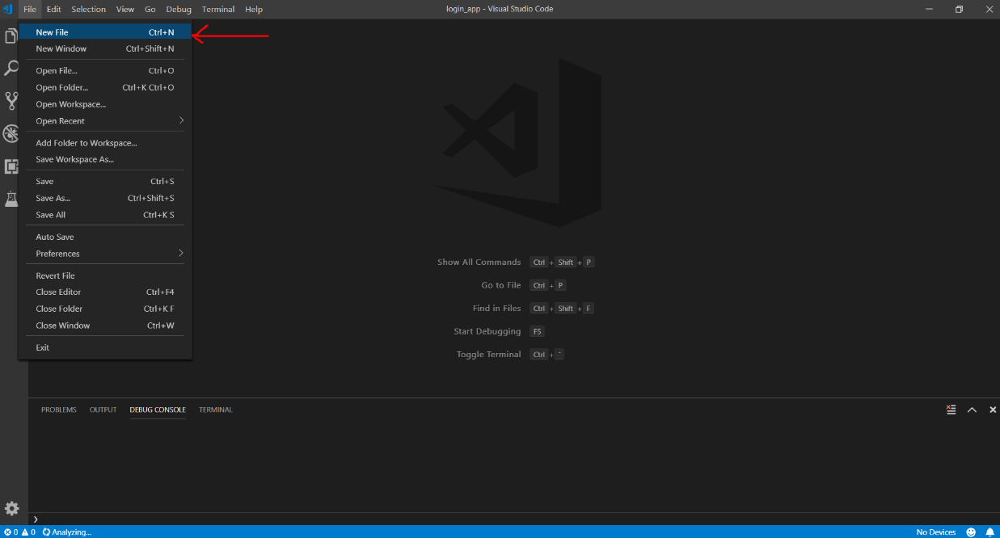 File Edit Selection View Go Debug Terminal Help login_app - Visual Studio Code
New File Ctrl+N
New Window Ctrl+Shift+N
Open File... Ctrl+O
Open Folder... Ctrl+K Ctrl+O
Open Workspace...
Open Recent
Add Folder to Workspace...
Save Workspace As...
Save Ctrl+S
Save As... Ctrl+Shift+S
Save All Ctrl+K S
Auto Save
Preferences
Revert File
Close Editor Ctrl+F4
Close Folder Ctrl+K F
Close Window Ctrl+W
Exit
Show All Commands Ctrl + Shift + P
Go to File Ctrl + P
Find in Files Ctrl + Shift + F
Start Debugging F5
Toggle Terminal Ctrl + `
PROBLEMS OUTPUT DEBUG CONSOLE TERMINAL
0 0 Analyzing... No Devices